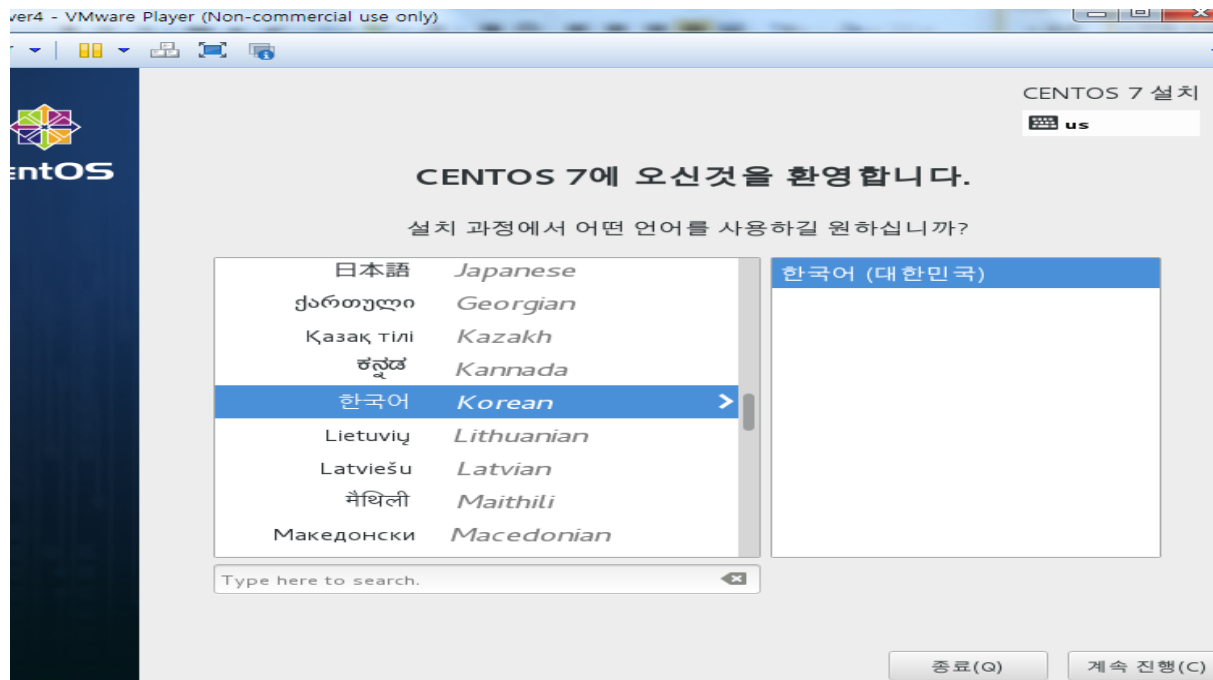 ver4 - VMware Player (Non-commercial use only)
CENTOS 7 설치
us
entOS
CENTOS 7에 오신것을 환영합니다.
설치 과정에서 어떤 언어를 사용하길 원하십니까?
日本語 Japanese
ქართული Georgian
Қазақ тілі Kazakh
ಕನ್ನಡ Kannada
한국어 Korean
Lietuvių Lithuanian
Latviešu Latvian
मैथिली Maithili
Македонски Macedonian
한국어 (대한민국)
Type here to search.
종료(Q)
계속 진행(C)